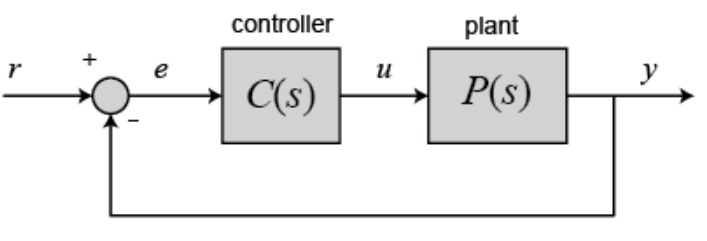 controller
plant
r
+
e
C(s)
u
P(s)
y
−